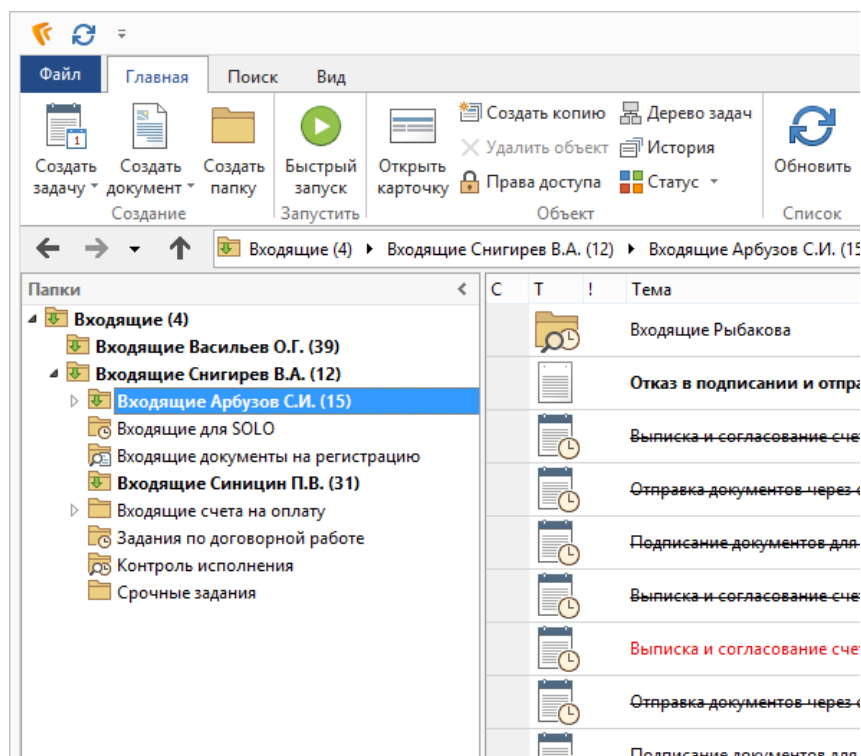 Файл Главная Поиск Вид
Создать задачу
Создать документ
Создать папку
Создание
Быстрый запуск
Запустить
Открыть карточку
Создать копию
Удалить объект
Права доступа
Дерево задач
История
Статус
Объект
Обновить
Список
Входящие (4) Входящие Снигирев В.А. (12) Входящие Арбузов С.И. (15
Папки
Входящие (4)
Входящие Васильев О.Г. (39)
Входящие Снигирев В.А. (12)
Входящие Арбузов С.И. (15)
Входящие для SOLO
Входящие документы на регистрацию
Входящие Синицин П.В. (31)
Входящие счета на оплату
Задания по договорной работе
Контроль исполнения
Срочные задания
С Т ! Тема
Входящие Рыбакова
Отказ в подписании и отпра
Выписка и согласование сче
Отправка документов через
Подписание документов для
Выписка и согласование сче
Выписка и согласование сче
Отправка документов через
Подписание документов для